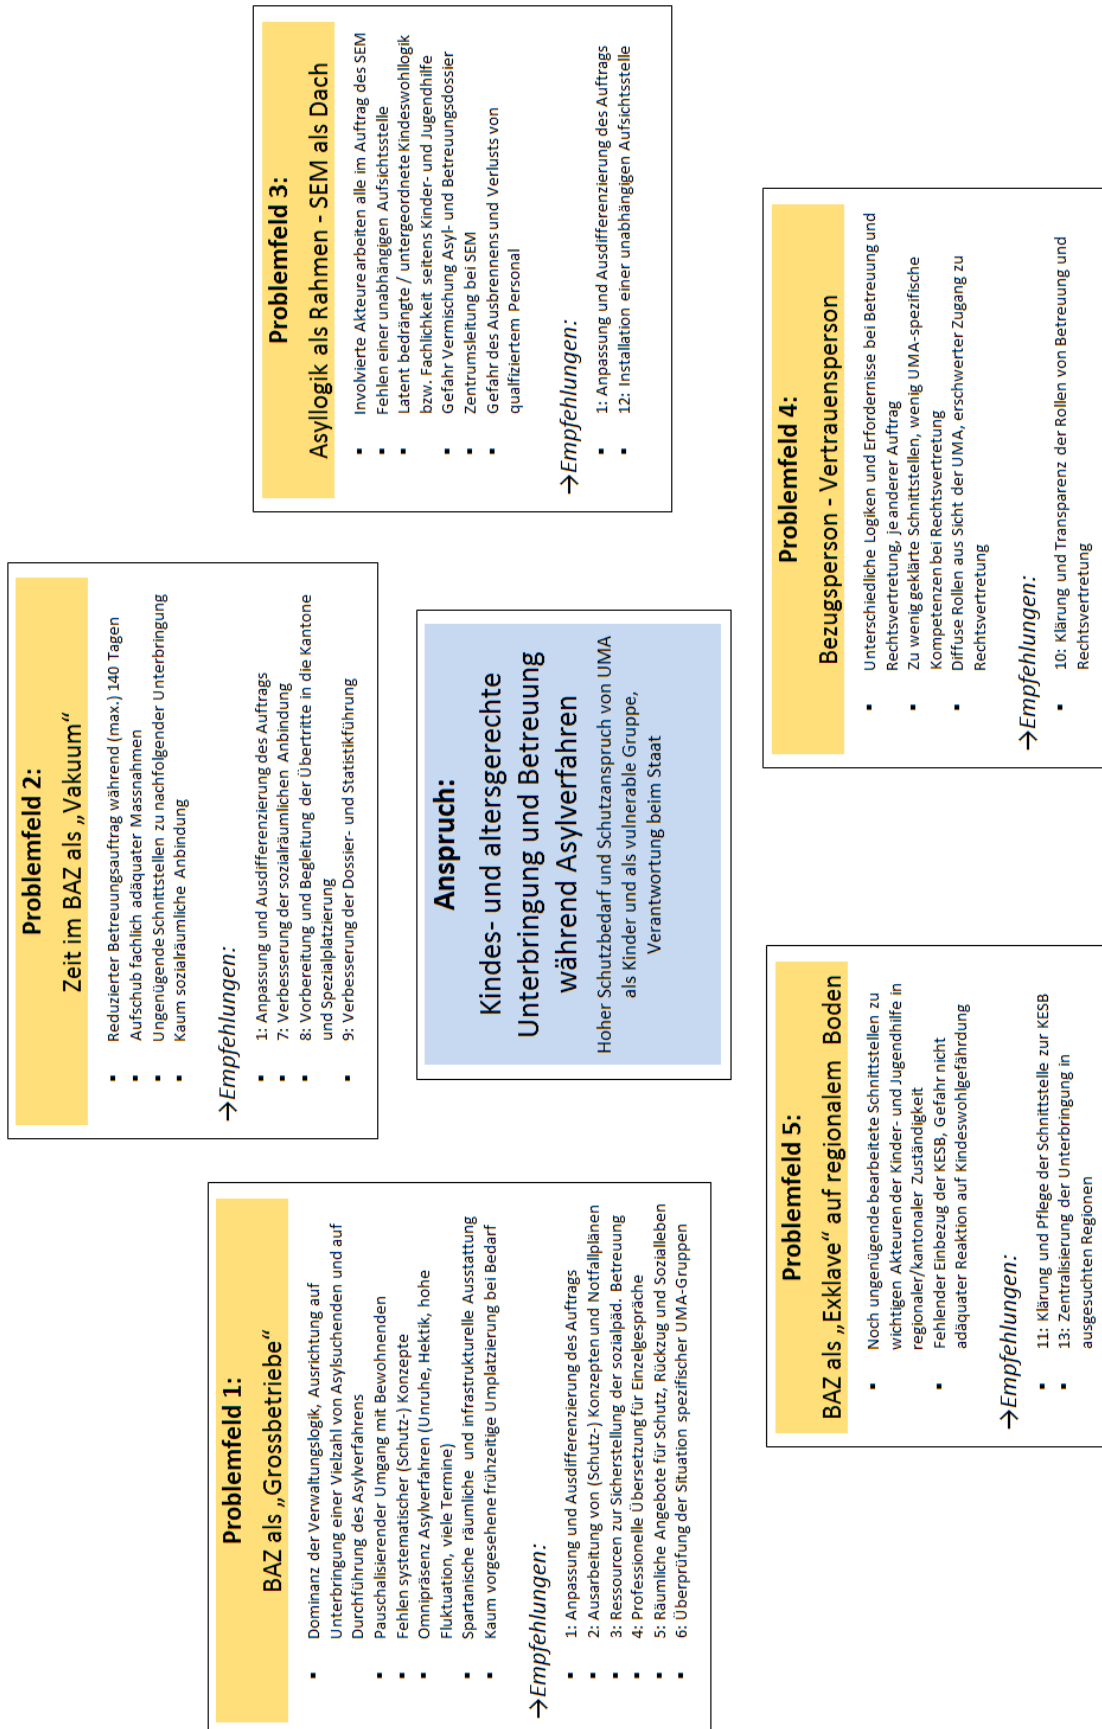 Problemfeld 1:
BAZ als „Grossbetriebe“
▪ Dominanz der Verwaltungslogik, Ausrichtung auf
Unterbringung einer Vielzahl von Asylsuchenden und auf
Durchführung des Asylverfahrens
▪ Pauschalisierender Umgang mit Bewohnenden
▪ Fehlen systematischer (Schutz-) Konzepte
▪ Omnipräsenz Asylverfahren (Unruhe, Hektik, hohe
Fluktuation, viele Termine)
▪ Spartanische räumliche und infrastrukturelle Ausstattung
▪ Kaum vorgesehene frühzeitige Umplatzierung bei Bedarf
→Empfehlungen:
▪ 1: Anpassung und Ausdifferenzierung des Auftrags
▪ 2: Ausarbeitung von (Schutz-) Konzepten und Notfallplänen
▪ 3: Ressourcen zur Sicherstellung der sozialpäd. Betreuung
▪ 4: Professionelle Übersetzung für Einzelgespräche
▪ 5: Räumliche Angebote für Schutz, Rückzug und Sozialleben
▪ 6: Überprüfung der Situation spezifischer UMA-Gruppen
Problemfeld 2:
Zeit im BAZ als „Vakuum“
▪ Reduzierter Betreuungsauftrag während (max.) 140 Tagen
▪ Aufschub fachlich adäquater Massnahmen
▪ Ungenügende Schnittstellen zu nachfolgender Unterbringung
▪ Kaum sozialräumliche Anbindung
→Empfehlungen:
▪ 1: Anpassung und Ausdifferenzierung des Auftrags
▪ 7: Verbesserung der sozialräumlichen Anbindung
▪ 8: Vorbereitung und Begleitung der Übertritte in die Kantone
und Spezialplatzierung
▪ 9: Verbesserung der Dossier- und Statistikführung
Problemfeld 3:
Asyllogik als Rahmen - SEM als Dach
▪ Involvierte Akteure arbeiten alle im Auftrag des SEM
▪ Fehlen einer unabhängigen Aufsichtsstelle
▪ Latent bedrängte / untergeordnete Kindeswohllogik
bzw. Fachlichkeit seitens Kinder- und Jugendhilfe
▪ Gefahr Vermischung Asyl- und Betreuungsdossier
▪ Zentrumsleitung bei SEM
▪ Gefahr des Ausbrennens und Verlusts von
qualfiziertem Personal
→Empfehlungen:
▪ 1: Anpassung und Ausdifferenzierung des Auftrags
▪ 12: Installation einer unabhängigen Aufsichtsstelle
Anspruch:
Kindes- und altersgerechte
Unterbringung und Betreuung
während Asylverfahren
Hoher Schutzbedarf und Schutzanspruch von UMA
als Kinder und als vulnerable Gruppe,
Verantwortung beim Staat
Problemfeld 5:
BAZ als „Exklave“ auf regionalem Boden
▪ Noch ungenügende bearbeitete Schnittstellen zu
wichtigen Akteuren der Kinder- und Jugendhilfe in
regionaler/kantonaler Zuständigkeit
▪ Fehlender Einbezug der KESB, Gefahr nicht
adäquater Reaktion auf Kindeswohlgefährdung
→Empfehlungen:
▪ 11: Klärung und Pflege der Schnittstelle zur KESB
▪ 13: Zentralisierung der Unterbringung in
ausgesuchten Regionen
Problemfeld 4:
Bezugsperson - Vertrauensperson
▪ Unterschiedliche Logiken und Erfordernisse bei Betreuung und
Rechtsvertretung, je anderer Auftrag
▪ Zu wenig geklärte Schnittstellen, wenig UMA-spezifische
Kompetenzen bei Rechtsvertretung
▪ Diffuse Rollen aus Sicht der UMA, erschwerter Zugang zu
Rechtsvertretung
→Empfehlungen:
▪ 10: Klärung und Transparenz der Rollen von Betreuung und
Rechtsvertretung